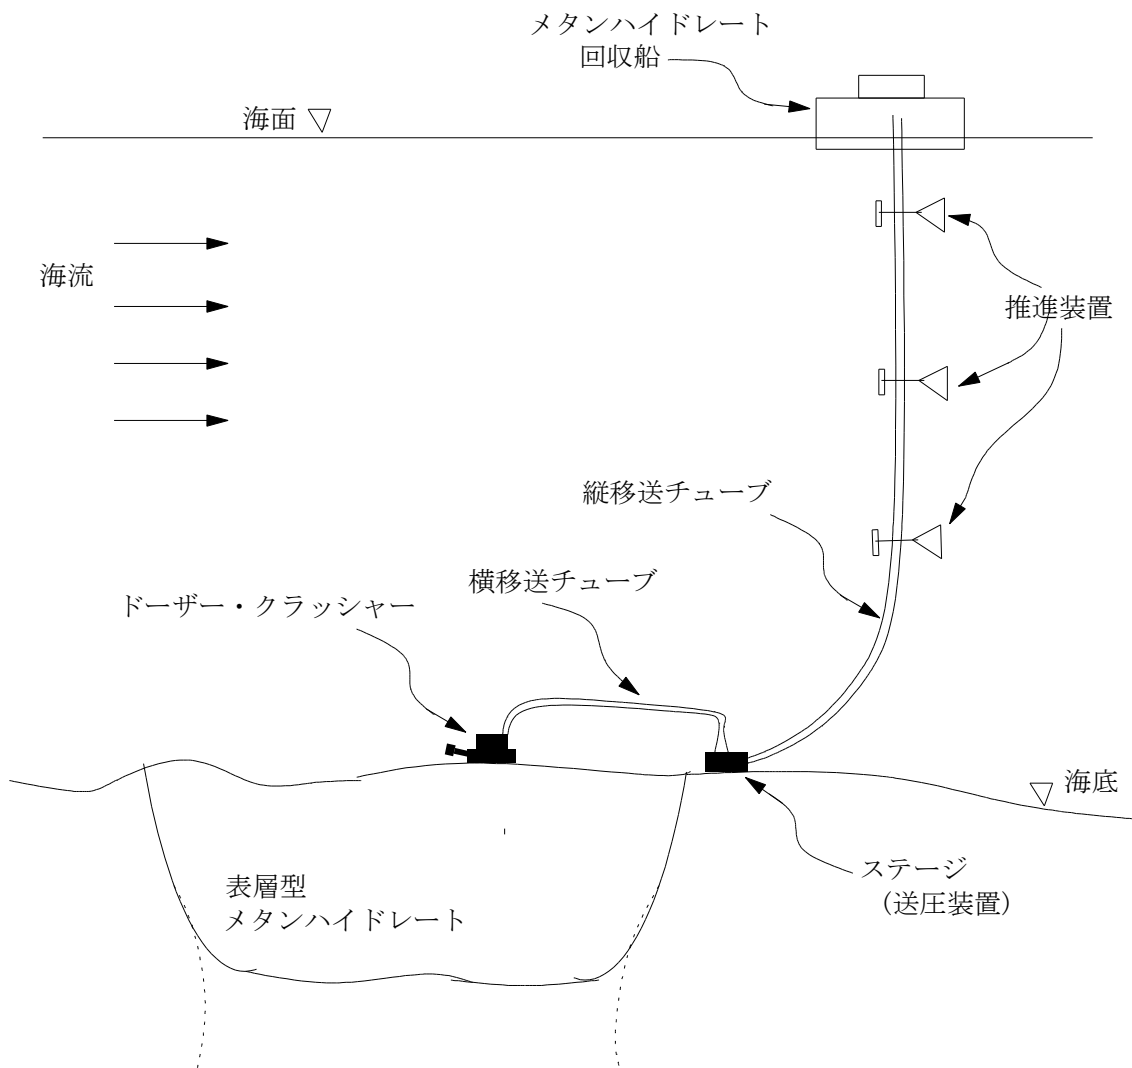 メタンハイドレート
回収船
海面
海流
推進装置
縦移送チューブ
横移送チューブ
ドーザー・クラッシャー
海底
ステージ
(送圧装置)
表層型
メタンハイドレート